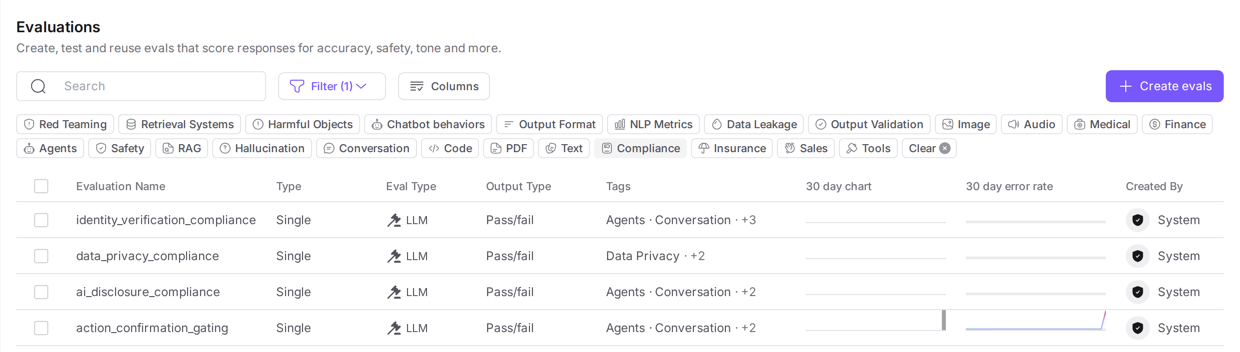 Evaluations
Create, test and reuse evals that score responses for accuracy, safety, tone and more.
Search Filter (1) Columns Create evals
Red Teaming Retrieval Systems Harmful Objects Chatbot behaviors Output Format NLP Metrics Data Leakage Output Validation Image Audio Medical Finance
Agents Safety RAG Hallucination Conversation Code PDF Text Compliance Insurance Sales Tools Clear
Evaluation Name Type Eval Type Output Type Tags 30 day chart 30 day error rate Created By
identity_verification_compliance Single LLM Pass/fail Agents · Conversation · +3 System
data_privacy_compliance Single LLM Pass/fail Data Privacy · +2 System
ai_disclosure_compliance Single LLM Pass/fail Agents · Conversation · +2 System
action_confirmation_gating Single LLM Pass/fail Agents · Conversation · +2 System